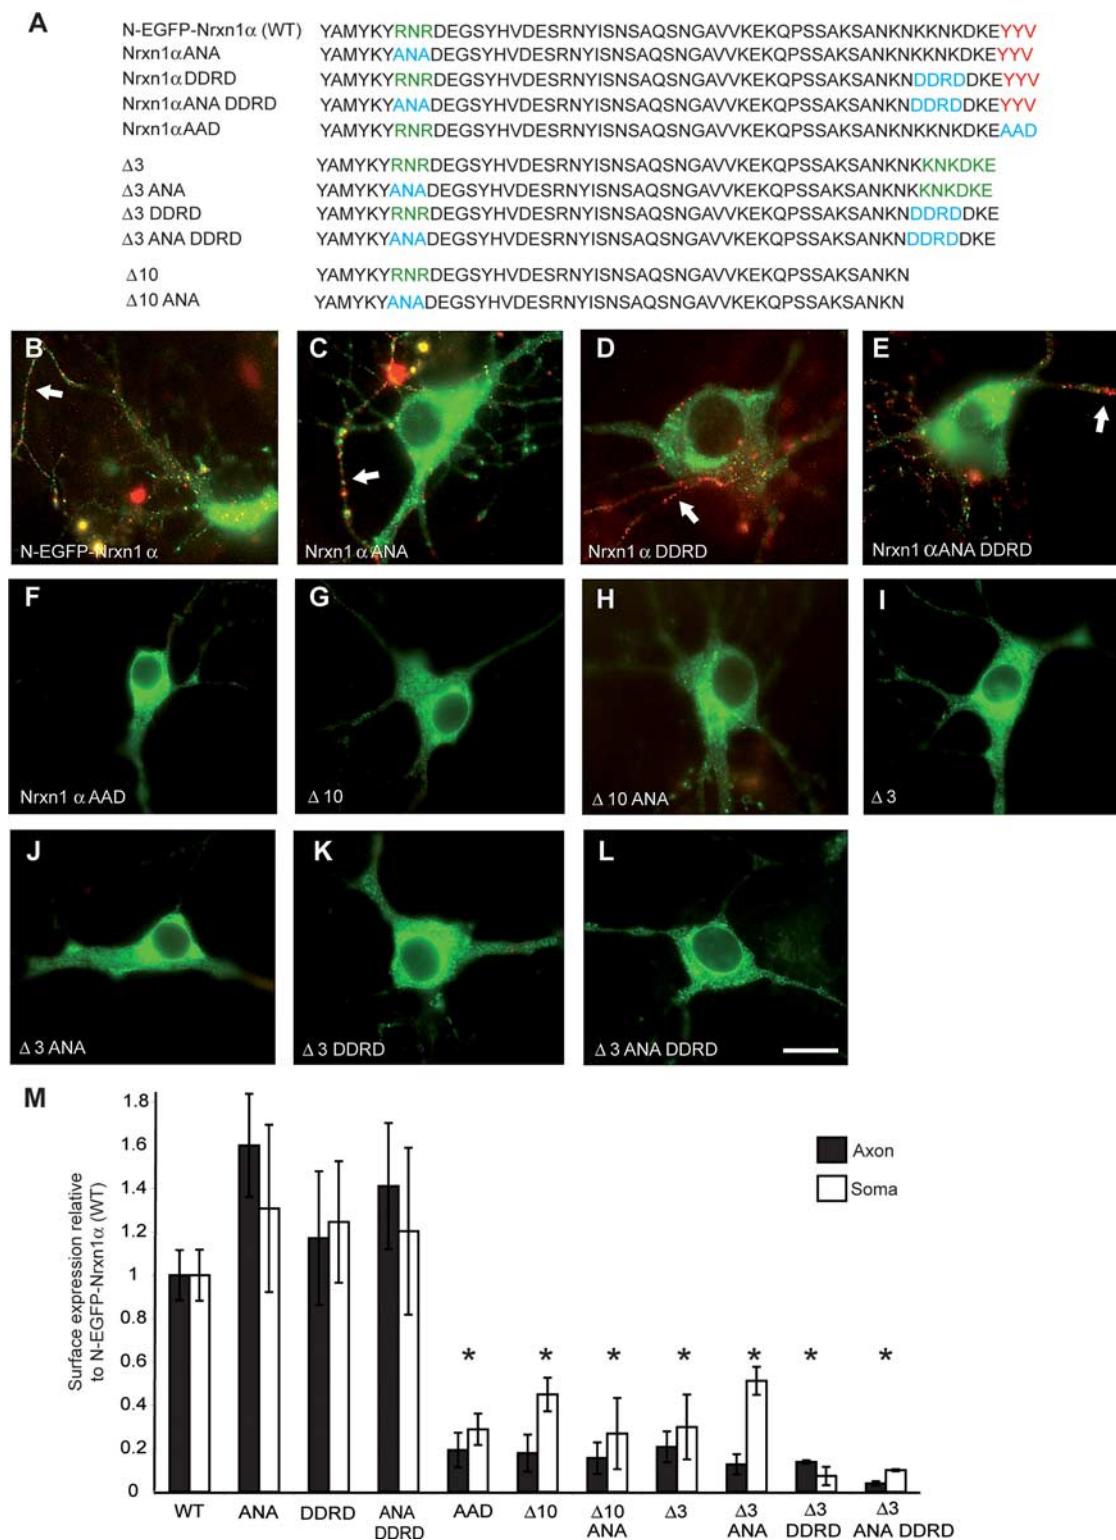 A
N-EGFP-Nrxn1α (WT) YAMYKYRNRDEGSYHVDESRNYISNSAQSNGAVVKEKQPSSAKSANKNKKNKDKEYYV
Nrxn1αANA YAMYKYANADEGSYHVDESRNYISNSAQSNGAVVKEKQPSSAKSANKNKKNKDKEYYV
Nrxn1αDDRD YAMYKYRNRDEGSYHVDESRNYISNSAQSNGAVVKEKQPSSAKSANKNDDRDDKEYYV
Nrxn1αANA DDRD YAMYKYANADEGSYHVDESRNYISNSAQSNGAVVKEKQPSSAKSANKNDDRDDKEYYV
Nrxn1αAAD YAMYKYRNRDEGSYHVDESRNYISNSAQSNGAVVKEKQPSSAKSANKNKKNKDKEAAD
Δ3 YAMYKYRNRDEGSYHVDESRNYISNSAQSNGAVVKEKQPSSAKSANKNKKNKDKE
Δ3 ANA YAMYKYANADEGSYHVDESRNYISNSAQSNGAVVKEKQPSSAKSANKNKKNKDKE
Δ3 DDRD YAMYKYRNRDEGSYHVDESRNYISNSAQSNGAVVKEKQPSSAKSANKNDDRDDKE
Δ3 ANA DDRD YAMYKYANADEGSYHVDESRNYISNSAQSNGAVVKEKQPSSAKSANKNDDRDDKE
Δ10 YAMYKYRNRDEGSYHVDESRNYISNSAQSNGAVVKEKQPSSAKSANKN
Δ10 ANA YAMYKYANADEGSYHVDESRNYISNSAQSNGAVVKEKQPSSAKSANKN
B
N-EGFP-Nrxn1 α
C
Nrxn1 α ANA
D
Nrxn1 α DDRD
E
Nrxn1 αANA DDRD
F
Nrxn1 α AAD
G
Δ 10
H
Δ 10 ANA
I
Δ 3
J
Δ 3 ANA
K
Δ 3 DDRD
L
Δ 3 ANA DDRD
M
Surface expression relative
to N-EGFP-Nrxn1α (WT)
1.8
1.6
1.4
1.2
1
0.8
0.6
0.4
0.2
0
Axon
Soma
* * * * * * *
WT ANA DDRD ANA AAD Δ10 Δ10 Δ3 Δ3 Δ3 Δ3
DDRD ANA ANA DDRD ANA DDRD